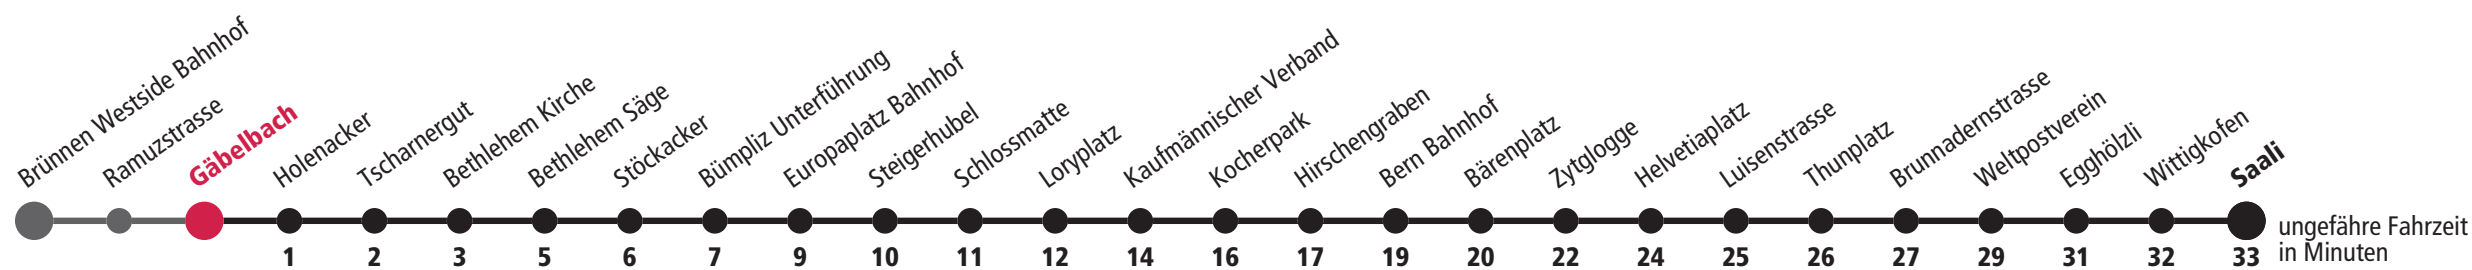 Brünnen Westside Bahnhof
Ramuzstrasse
Gäbelbach
Holenacker
Tscharnergut
Bethlehem Kirche
Bethlehem Säge
Stöckacker
Bümpliz Unterführung
Europaplatz Bahnhof
Steigerhubel
Schlossmatte
Loryplatz
Kaufmännischer Verband
Kocherpark
Hirschengraben
Bern Bahnhof
Bärenplatz
Zytglogge
Helvetiaplatz
Luisenstrasse
Thunplatz
Brunnadernstrasse
Weltpostverein
Egghölzli
Wittigkofen
Saali
1 2 3 5 6 7 9 10 11 12 14 16 17 19 20 22 24 25 26 27 29 31 32 33
ungefähre Fahrzeit
in Minuten